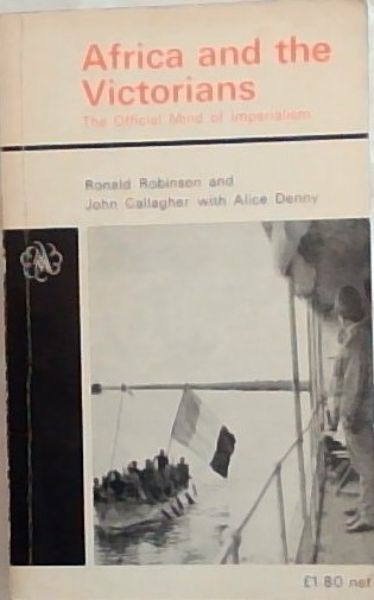 Africa and the
Victorians
The Official Mind of Imperialism
Ronald Robinson and
John Gallagher with Alice Denny
£1.80 net